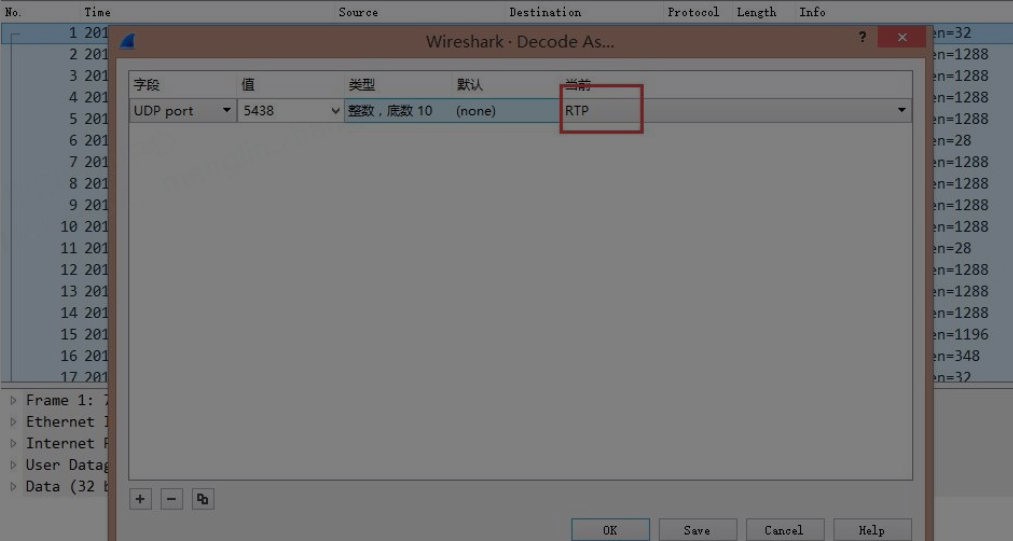 No. Time Source Destination Protocol Length Info
Wireshark · Decode As... ? ×
1 201 en=32
2 201 en=1288
字段 值 类型 默认 当前
3 201 en=1288
4 201 en=1288
UDP port 5438 整数，底数 10 (none) RTP
5 201 en=1288
6 201 en=28
7 201 en=1288
8 201 en=1288
9 201 en=1288
10 201 en=1288
11 201 en=28
12 201 en=1288
13 201 en=1288
14 201 en=1288
15 201 en=1196
16 201 en=348
17 201 en=32
Frame 1: 7
Ethernet I
Internet P
User Datag
Data (32 b
OK Save Cancel Help